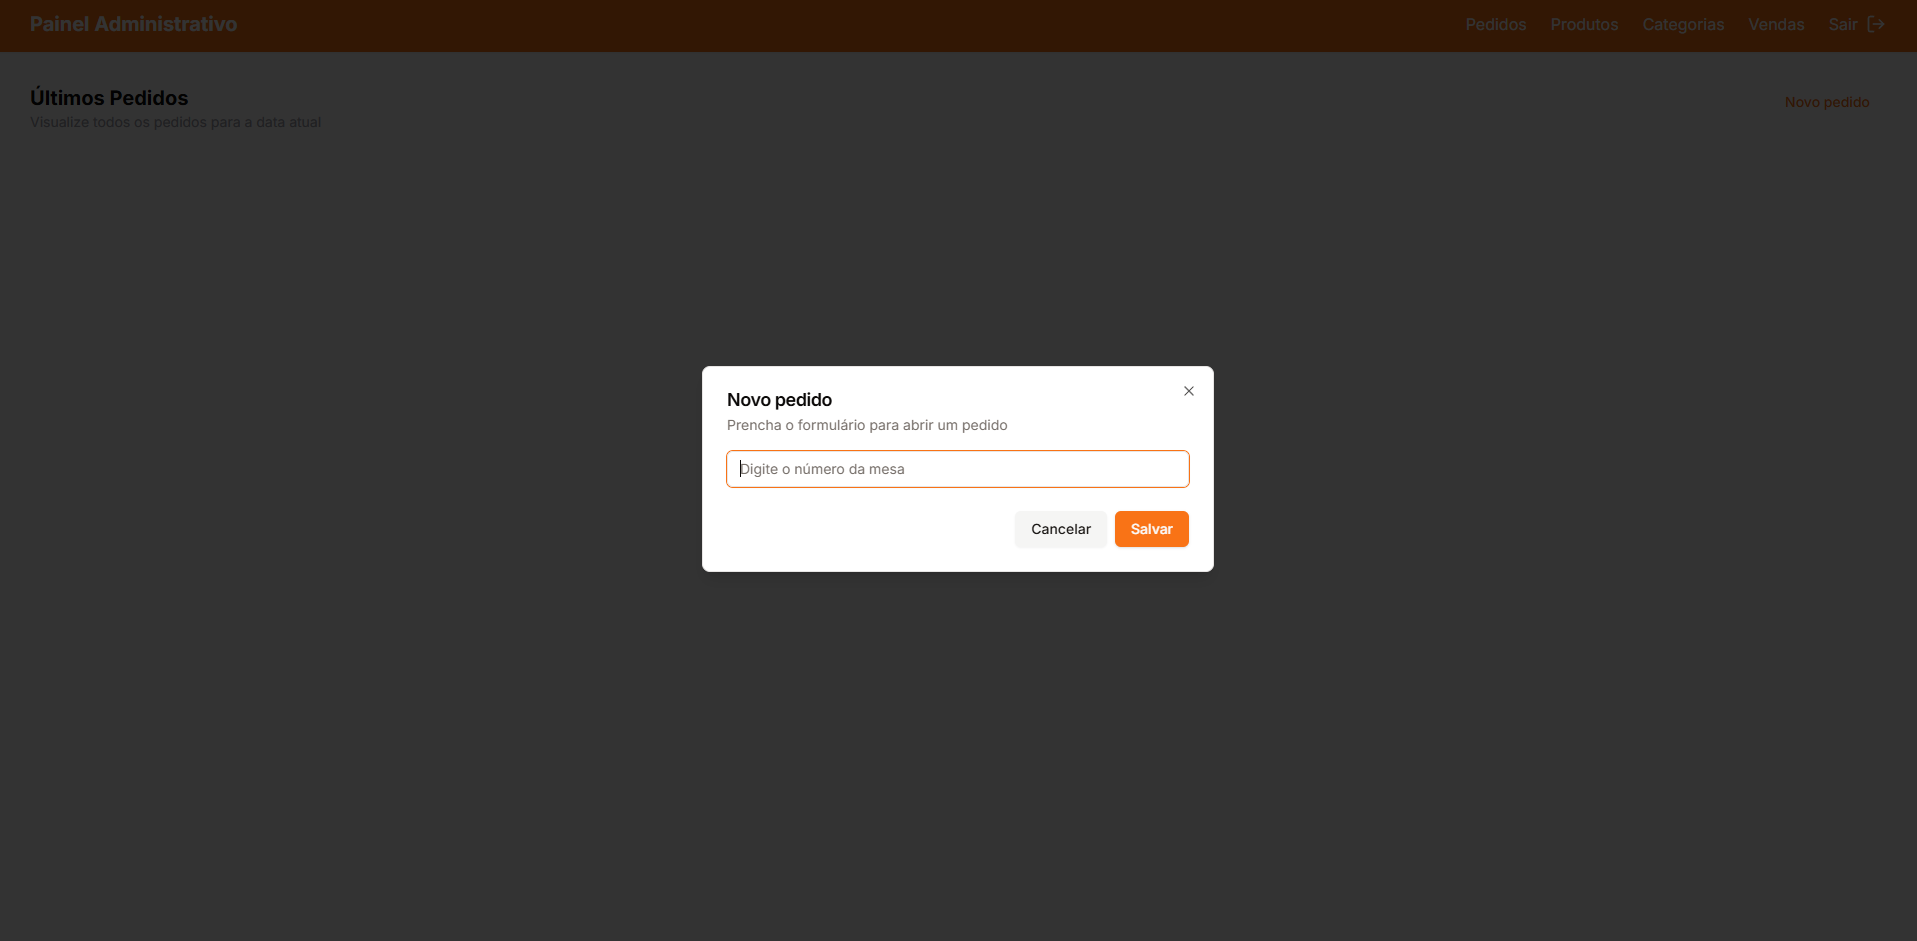 Painel Administrativo
Pedidos Produtos Categorias Vendas Sair
Últimos Pedidos
Visualize todos os pedidos para a data atual
Novo pedido
Novo pedido
Prencha o formulário para abrir um pedido
Digite o número da mesa
Cancelar Salvar